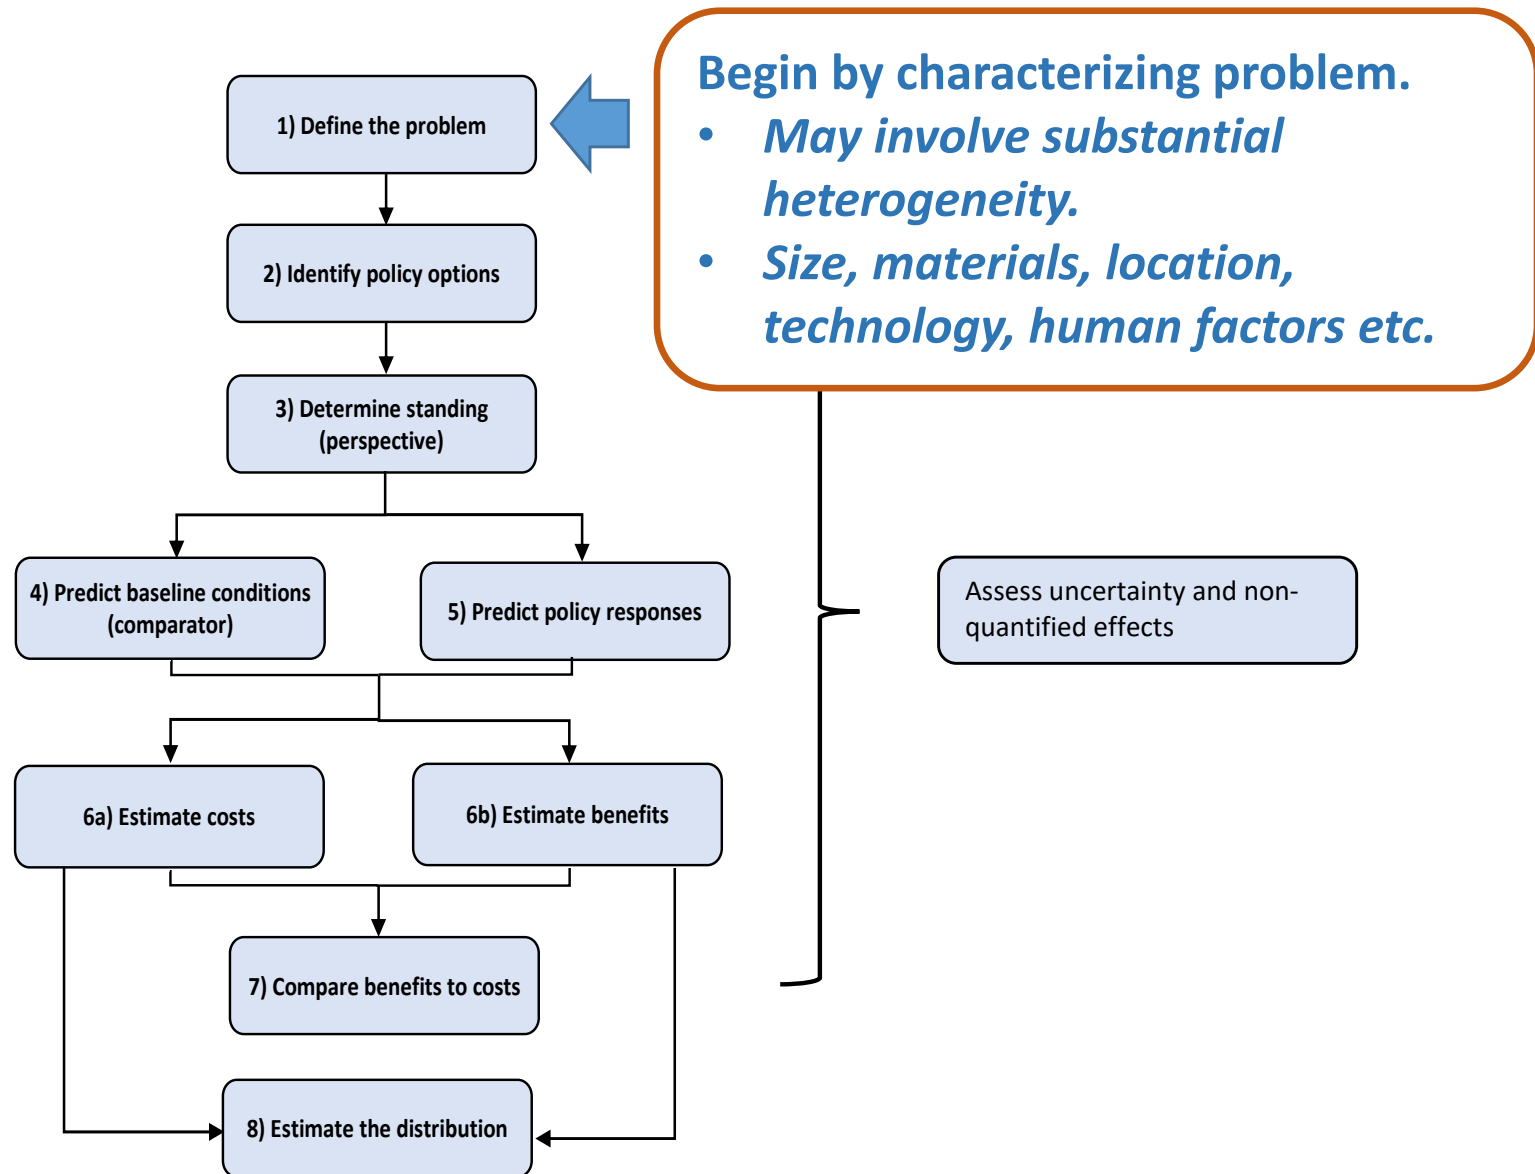 1) Define the problem
Begin by characterizing problem.
• May involve substantial
heterogeneity.
• Size, materials, location,
technology, human factors etc.
2) Identify policy options
3) Determine standing
(perspective)
4) Predict baseline conditions
(comparator)
5) Predict policy responses
Assess uncertainty and non-
quantified effects
6a) Estimate costs
6b) Estimate benefits
7) Compare benefits to costs
8) Estimate the distribution